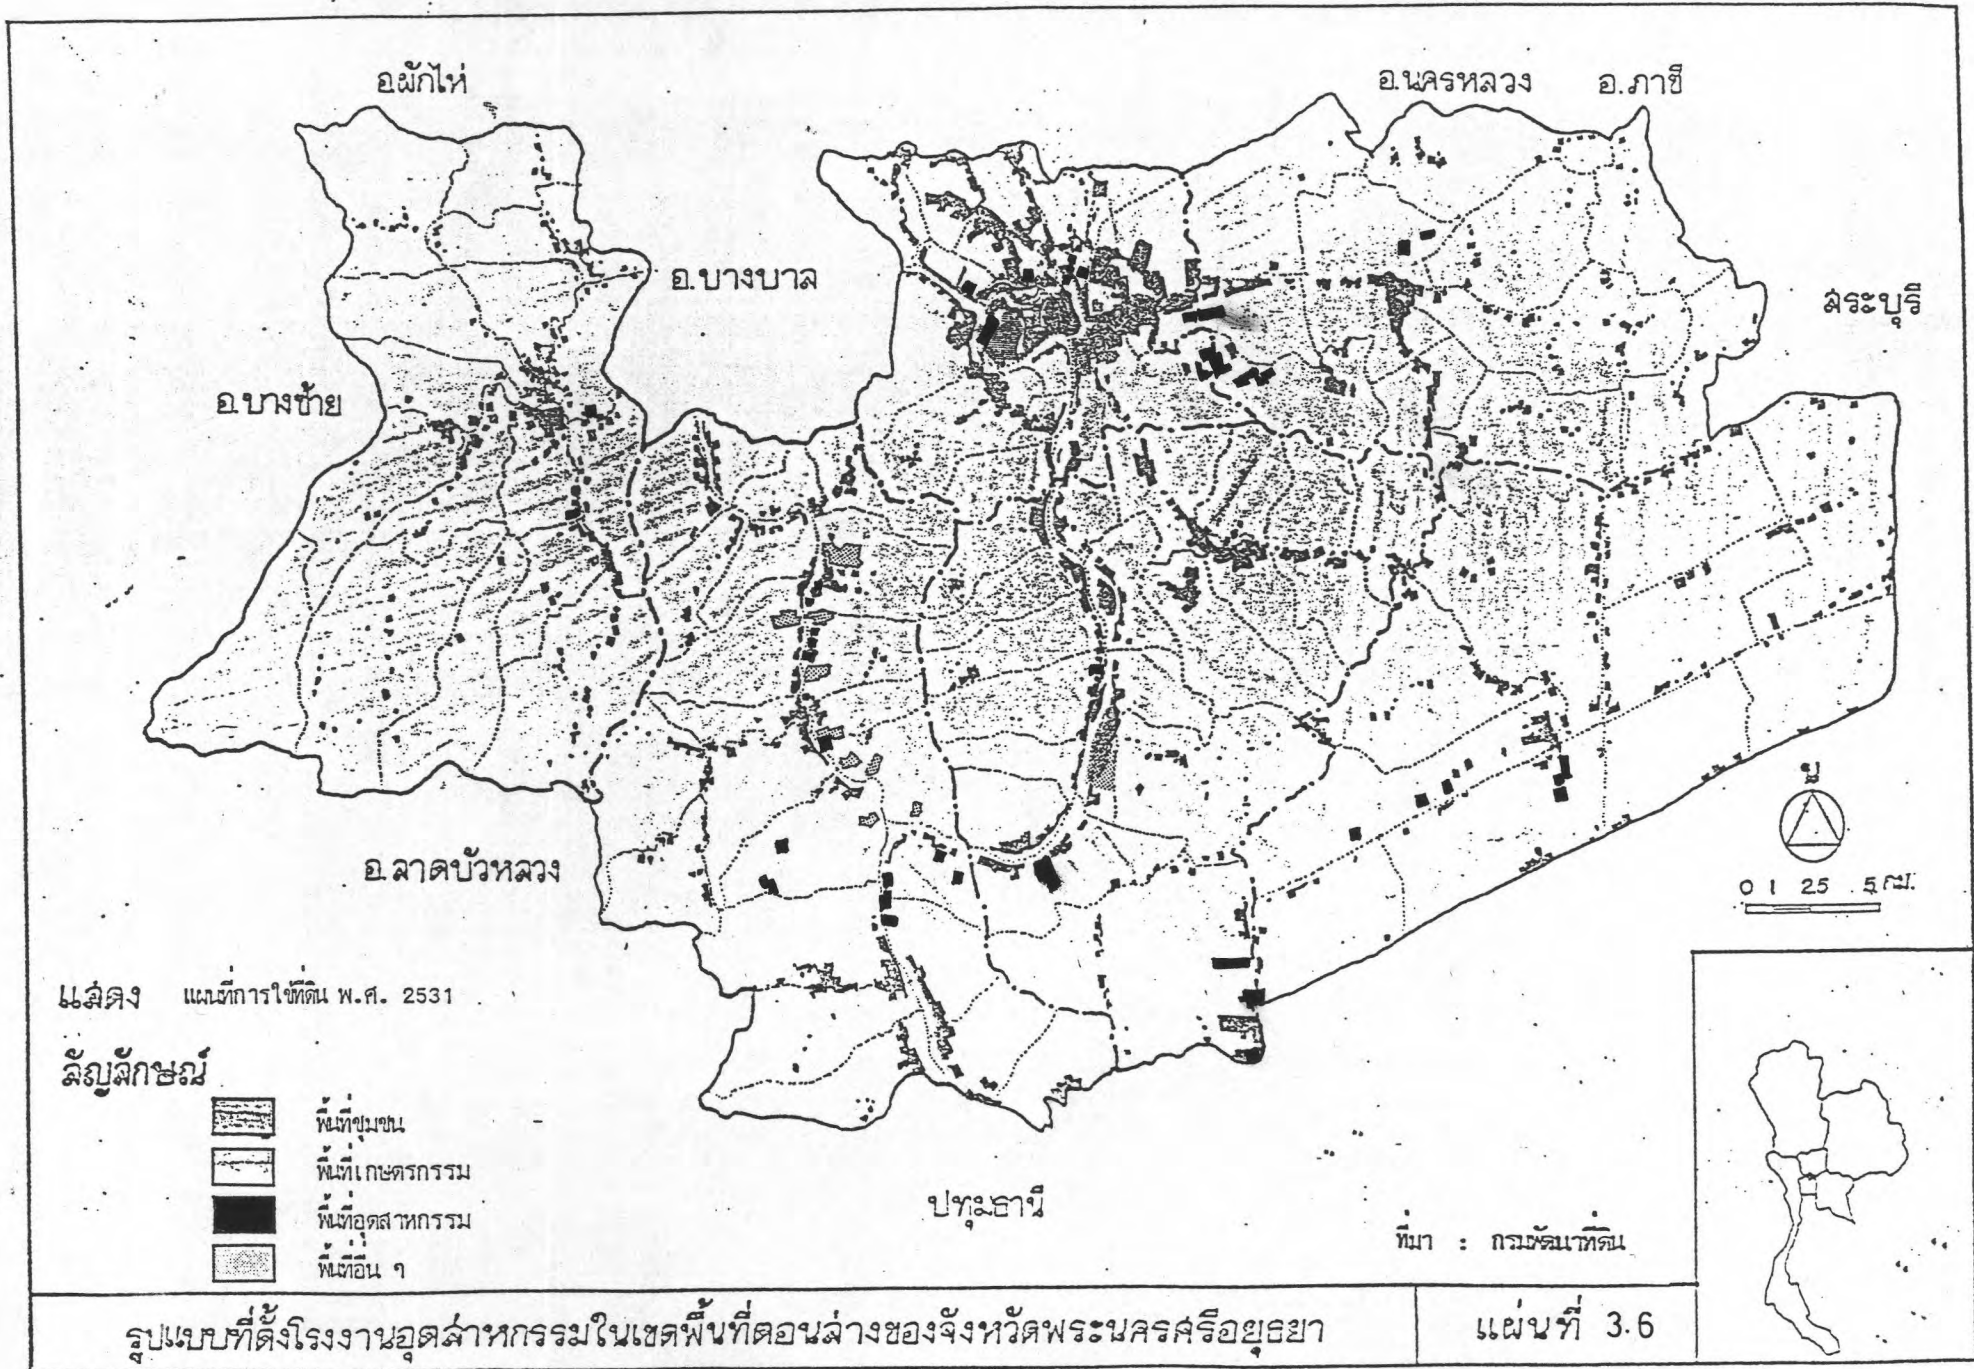 อ.ผักไห่
อ.นครหลวง
อ.ภาชี
อ.บางบาล
สระบุรี
อ.บางซ้าย
น
อ.ลาดบัวหลวง
0 1 2.5 5 กม.
แสดง แผนที่การใช้ที่ดิน พ.ศ. 2531
สัญลักษณ์
พื้นที่ชุมชน
พื้นที่เกษตรกรรม
พื้นที่อุตสาหกรรม
พื้นที่อื่น ๆ
ปทุมธานี
ที่มา : กรมพัฒนาที่ดิน
รูปแบบที่ตั้งโรงงานอุตสาหกรรมในเขตพื้นที่ตอนล่างของจังหวัดพระนครศรีอยุธยา
แผ่นที่ 3.6